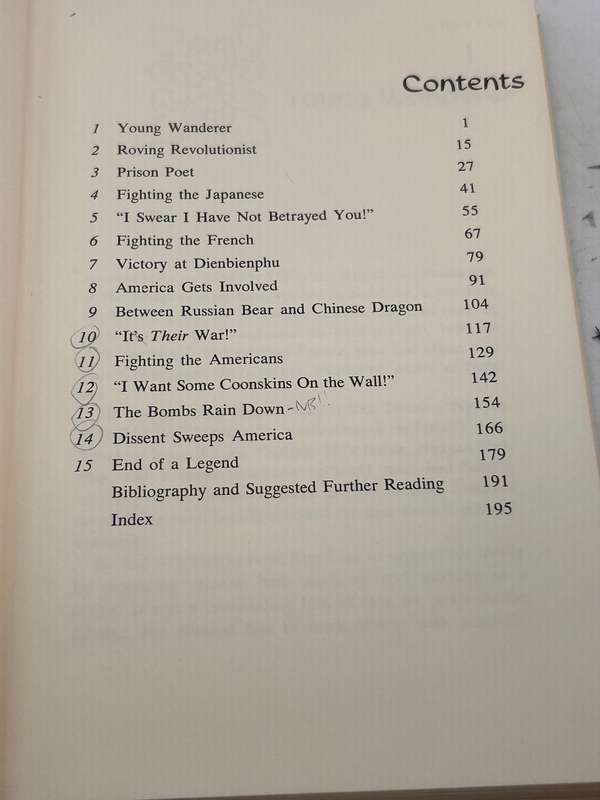 Contents
1 Young Wanderer 1
2 Roving Revolutionist 15
3 Prison Poet 27
4 Fighting the Japanese 41
5 “I Swear I Have Not Betrayed You!” 55
6 Fighting the French 67
7 Victory at Dienbienphu 79
8 America Gets Involved 91
9 Between Russian Bear and Chinese Dragon 104
10 “It’s Their War!” 117
11 Fighting the Americans 129
12 “I Want Some Coonskins On the Wall!” 142
13 The Bombs Rain Down - NB!! 154
14 Dissent Sweeps America 166
15 End of a Legend 179
Bibliography and Suggested Further Reading 191
Index 195